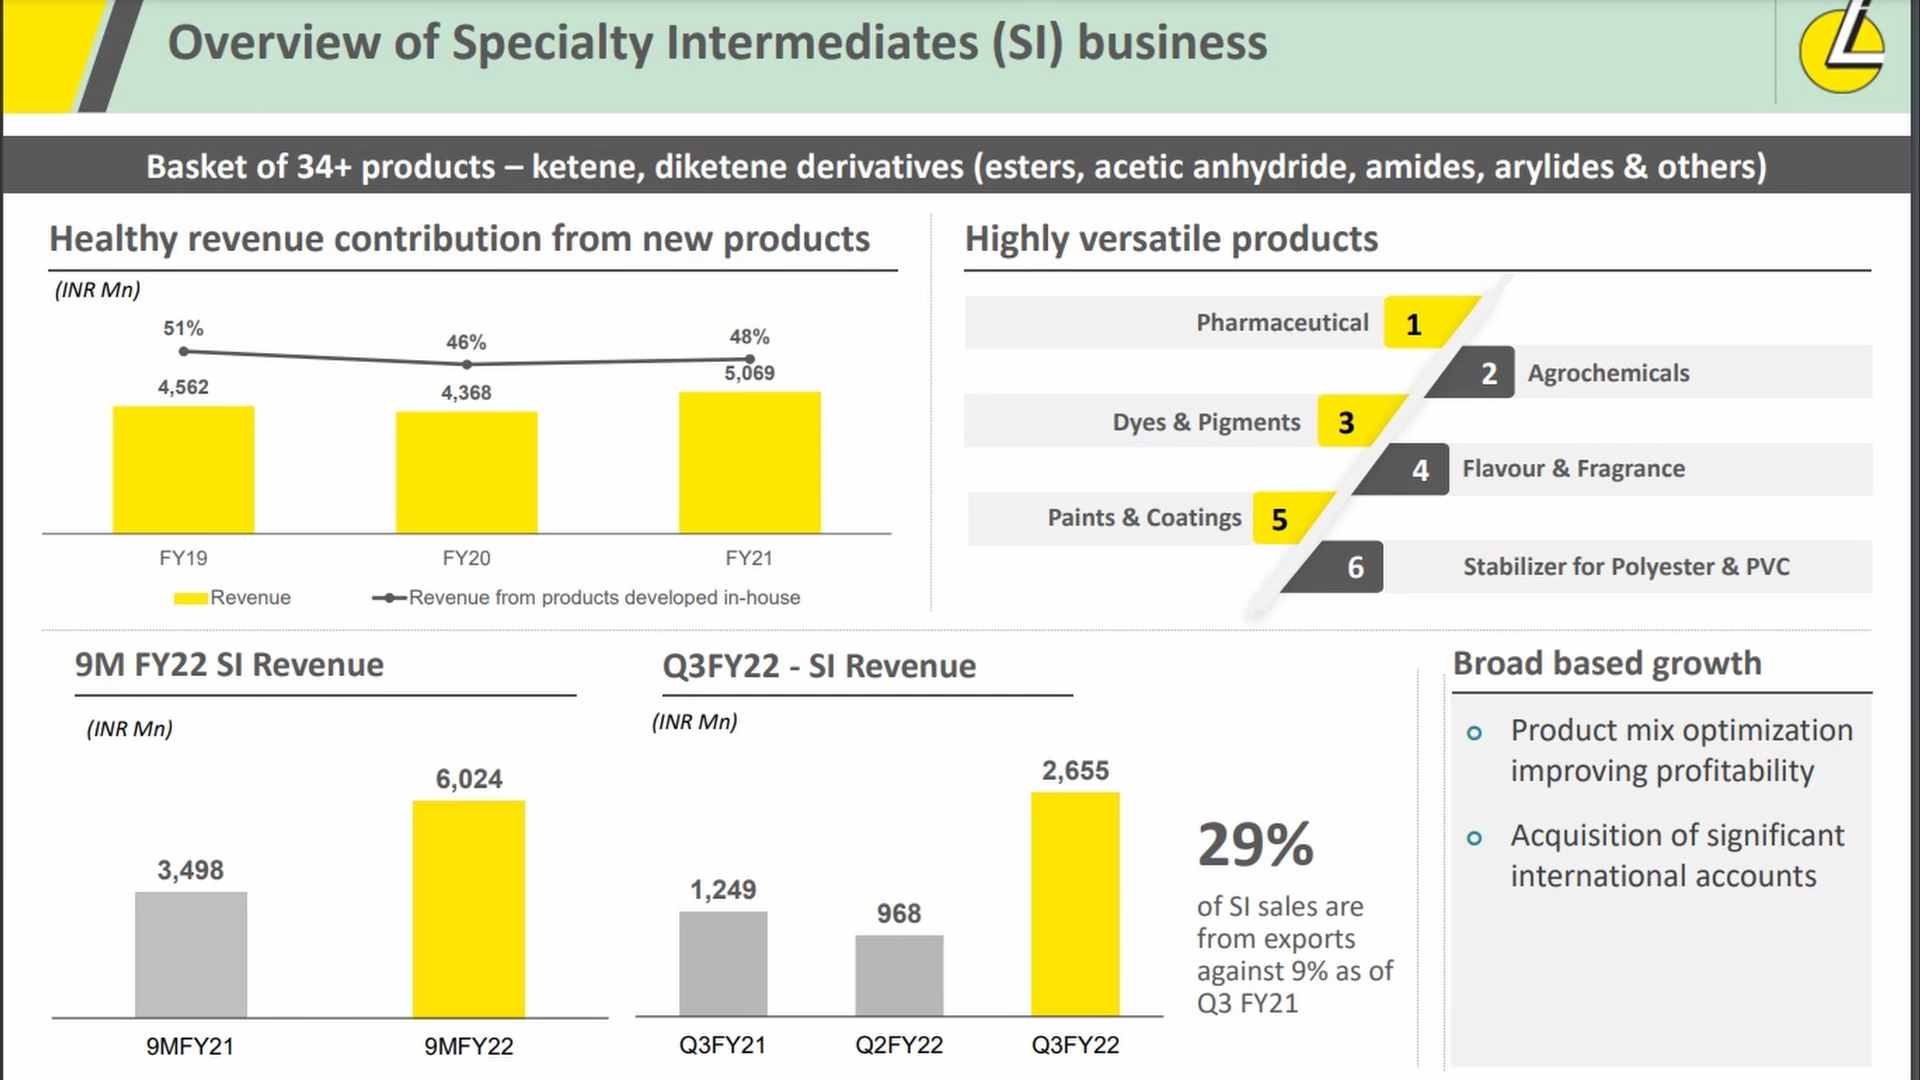 Overview of Specialty Intermediates (SI) business
Basket of 34+ products – ketene, diketene derivatives (esters, acetic anhydride, amides, arylides & others)
Healthy revenue contribution from new products
(INR Mn)
51%
46%
48%
4,562
4,368
5,069
FY19
FY20
FY21
Revenue
Revenue from products developed in-house
Highly versatile products
Pharmaceutical 1
2 Agrochemicals
Dyes & Pigments 3
4 Flavour & Fragrance
Paints & Coatings 5
6 Stabilizer for Polyester & PVC
9M FY22 SI Revenue
(INR Mn)
3,498
6,024
9MFY21
9MFY22
Q3FY22 - SI Revenue
(INR Mn)
1,249
968
2,655
Q3FY21
Q2FY22
Q3FY22
29%
of SI sales are
from exports
against 9% as of
Q3 FY21
Broad based growth
Product mix optimization
improving profitability
Acquisition of significant
international accounts